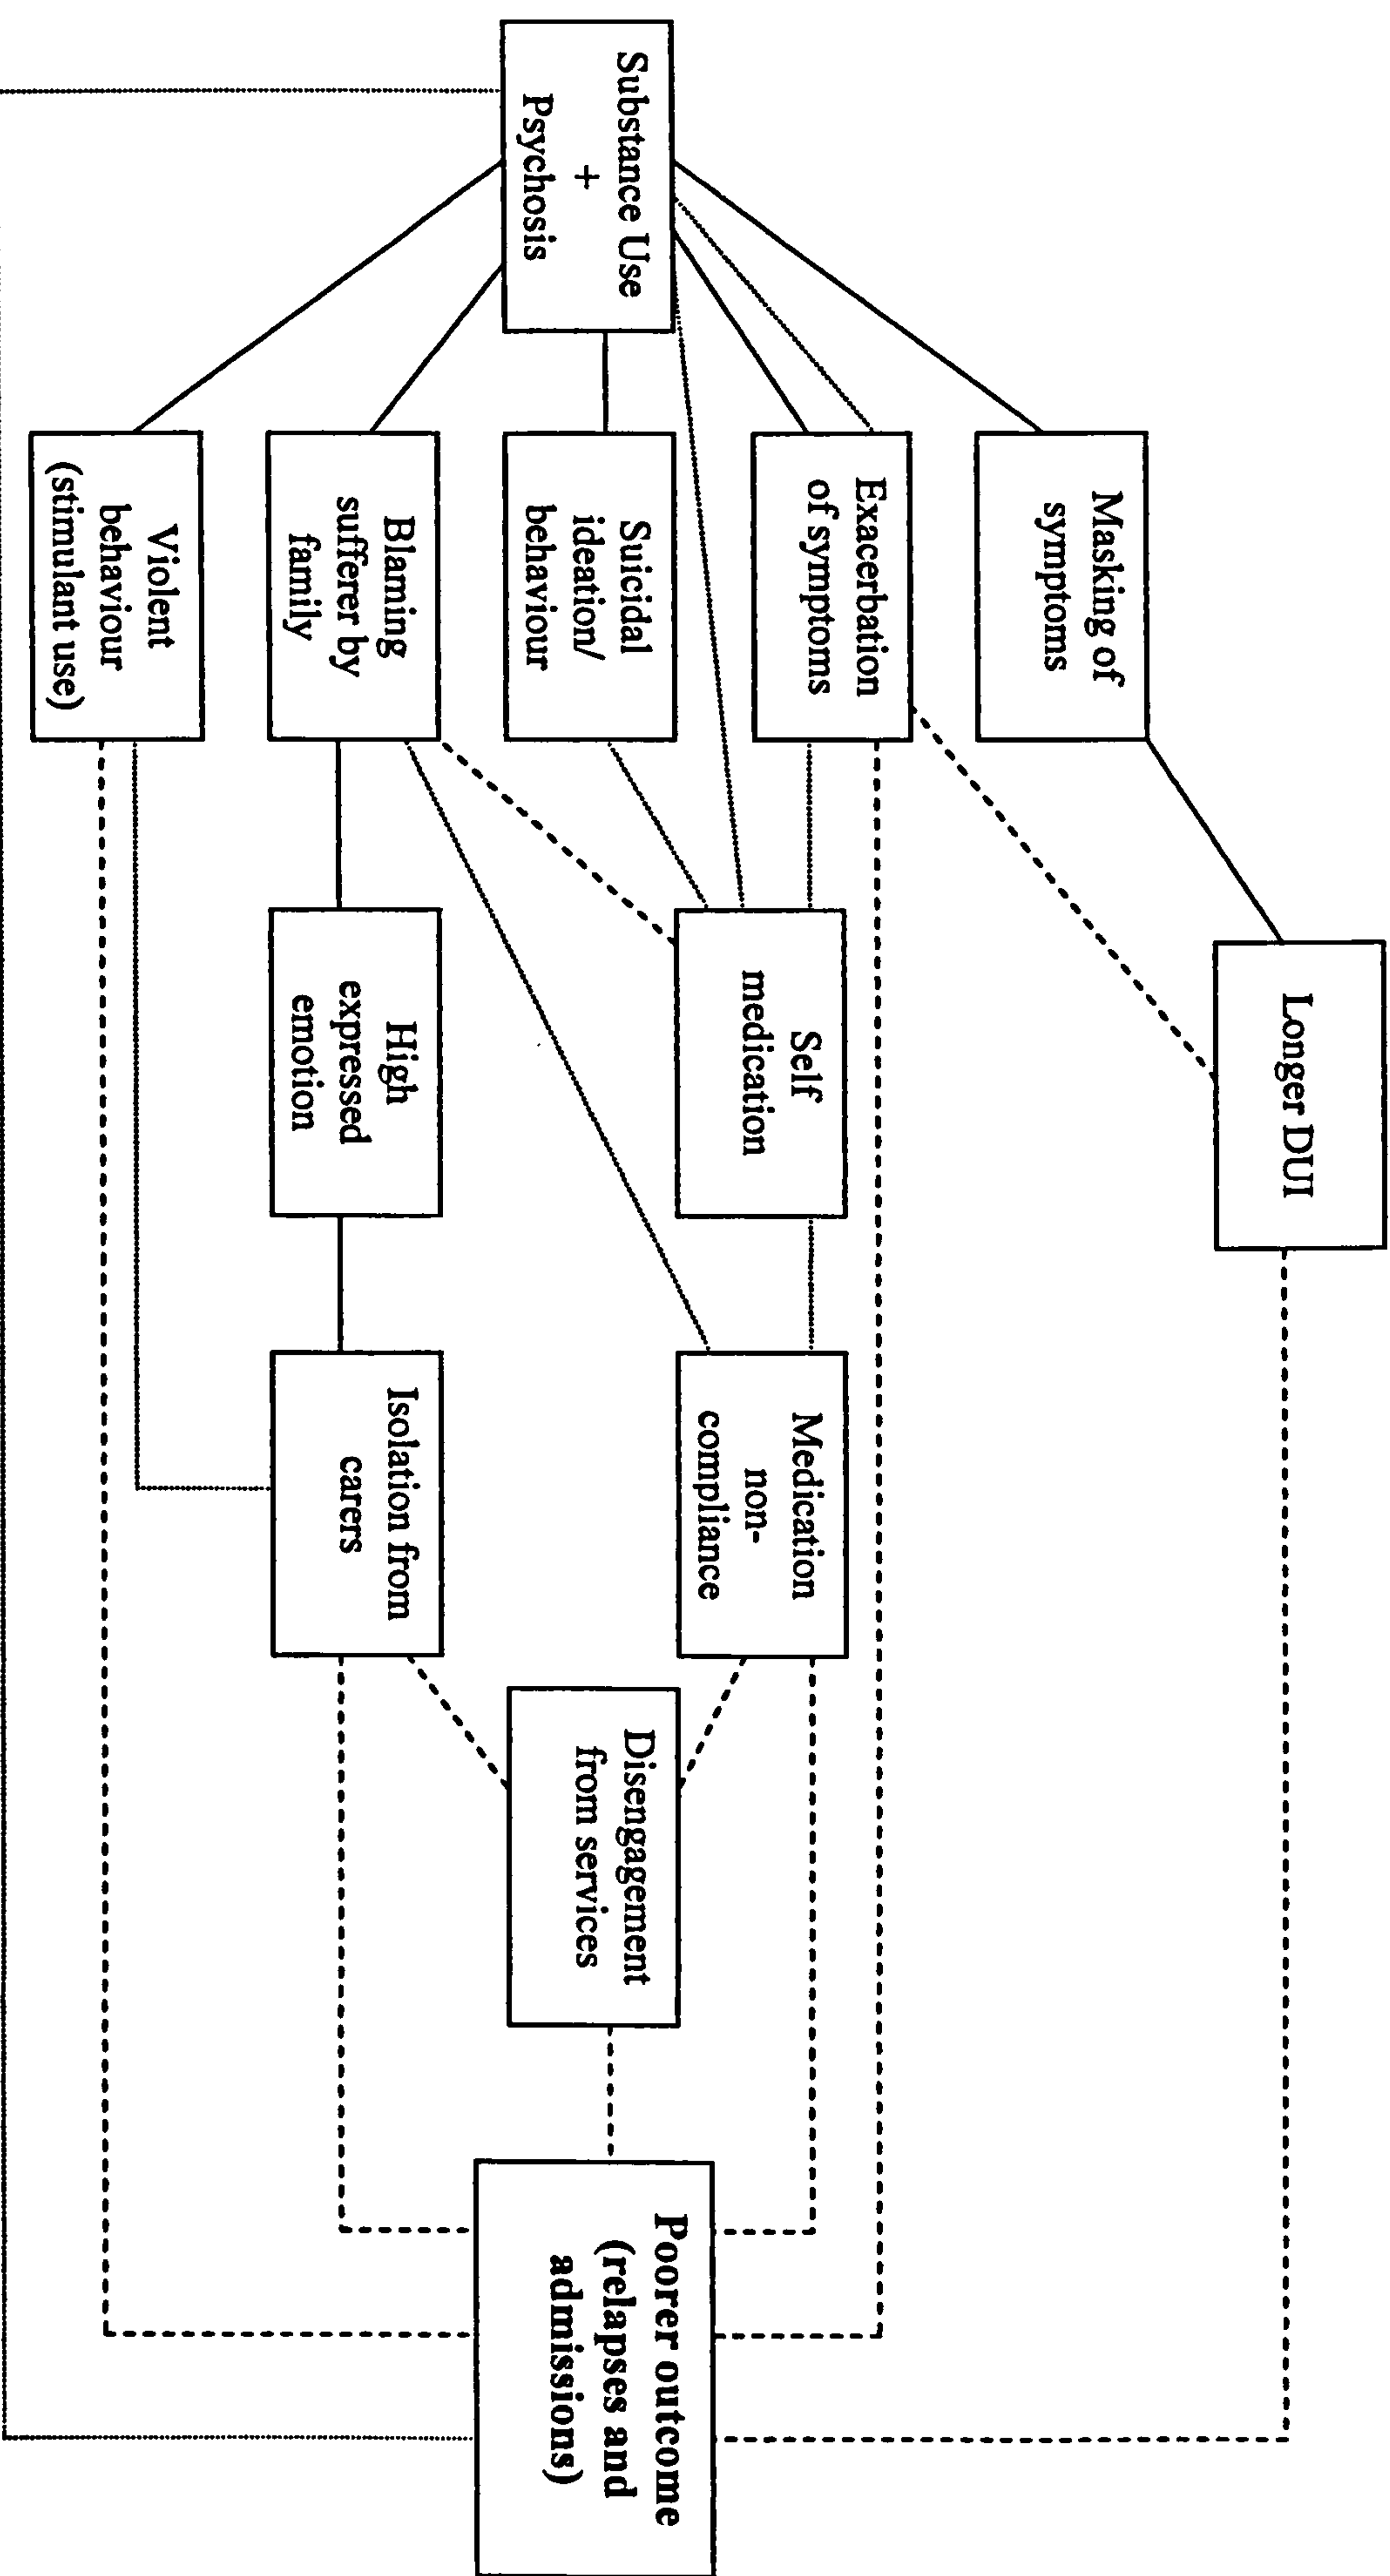 Substance Use
+
Psychosis
Masking of
symptoms
Exacerbation
of symptoms
Suicidal
ideation/
behaviour
Blaming
sufferer by
family
Violent
behaviour
(stimulant use)
Longer DUI
Self
medication
High
expressed
emotion
Medication
non-
compliance
Isolation from
carers
Disengagement
from services
Poorer outcome
(relapses and
admissions)